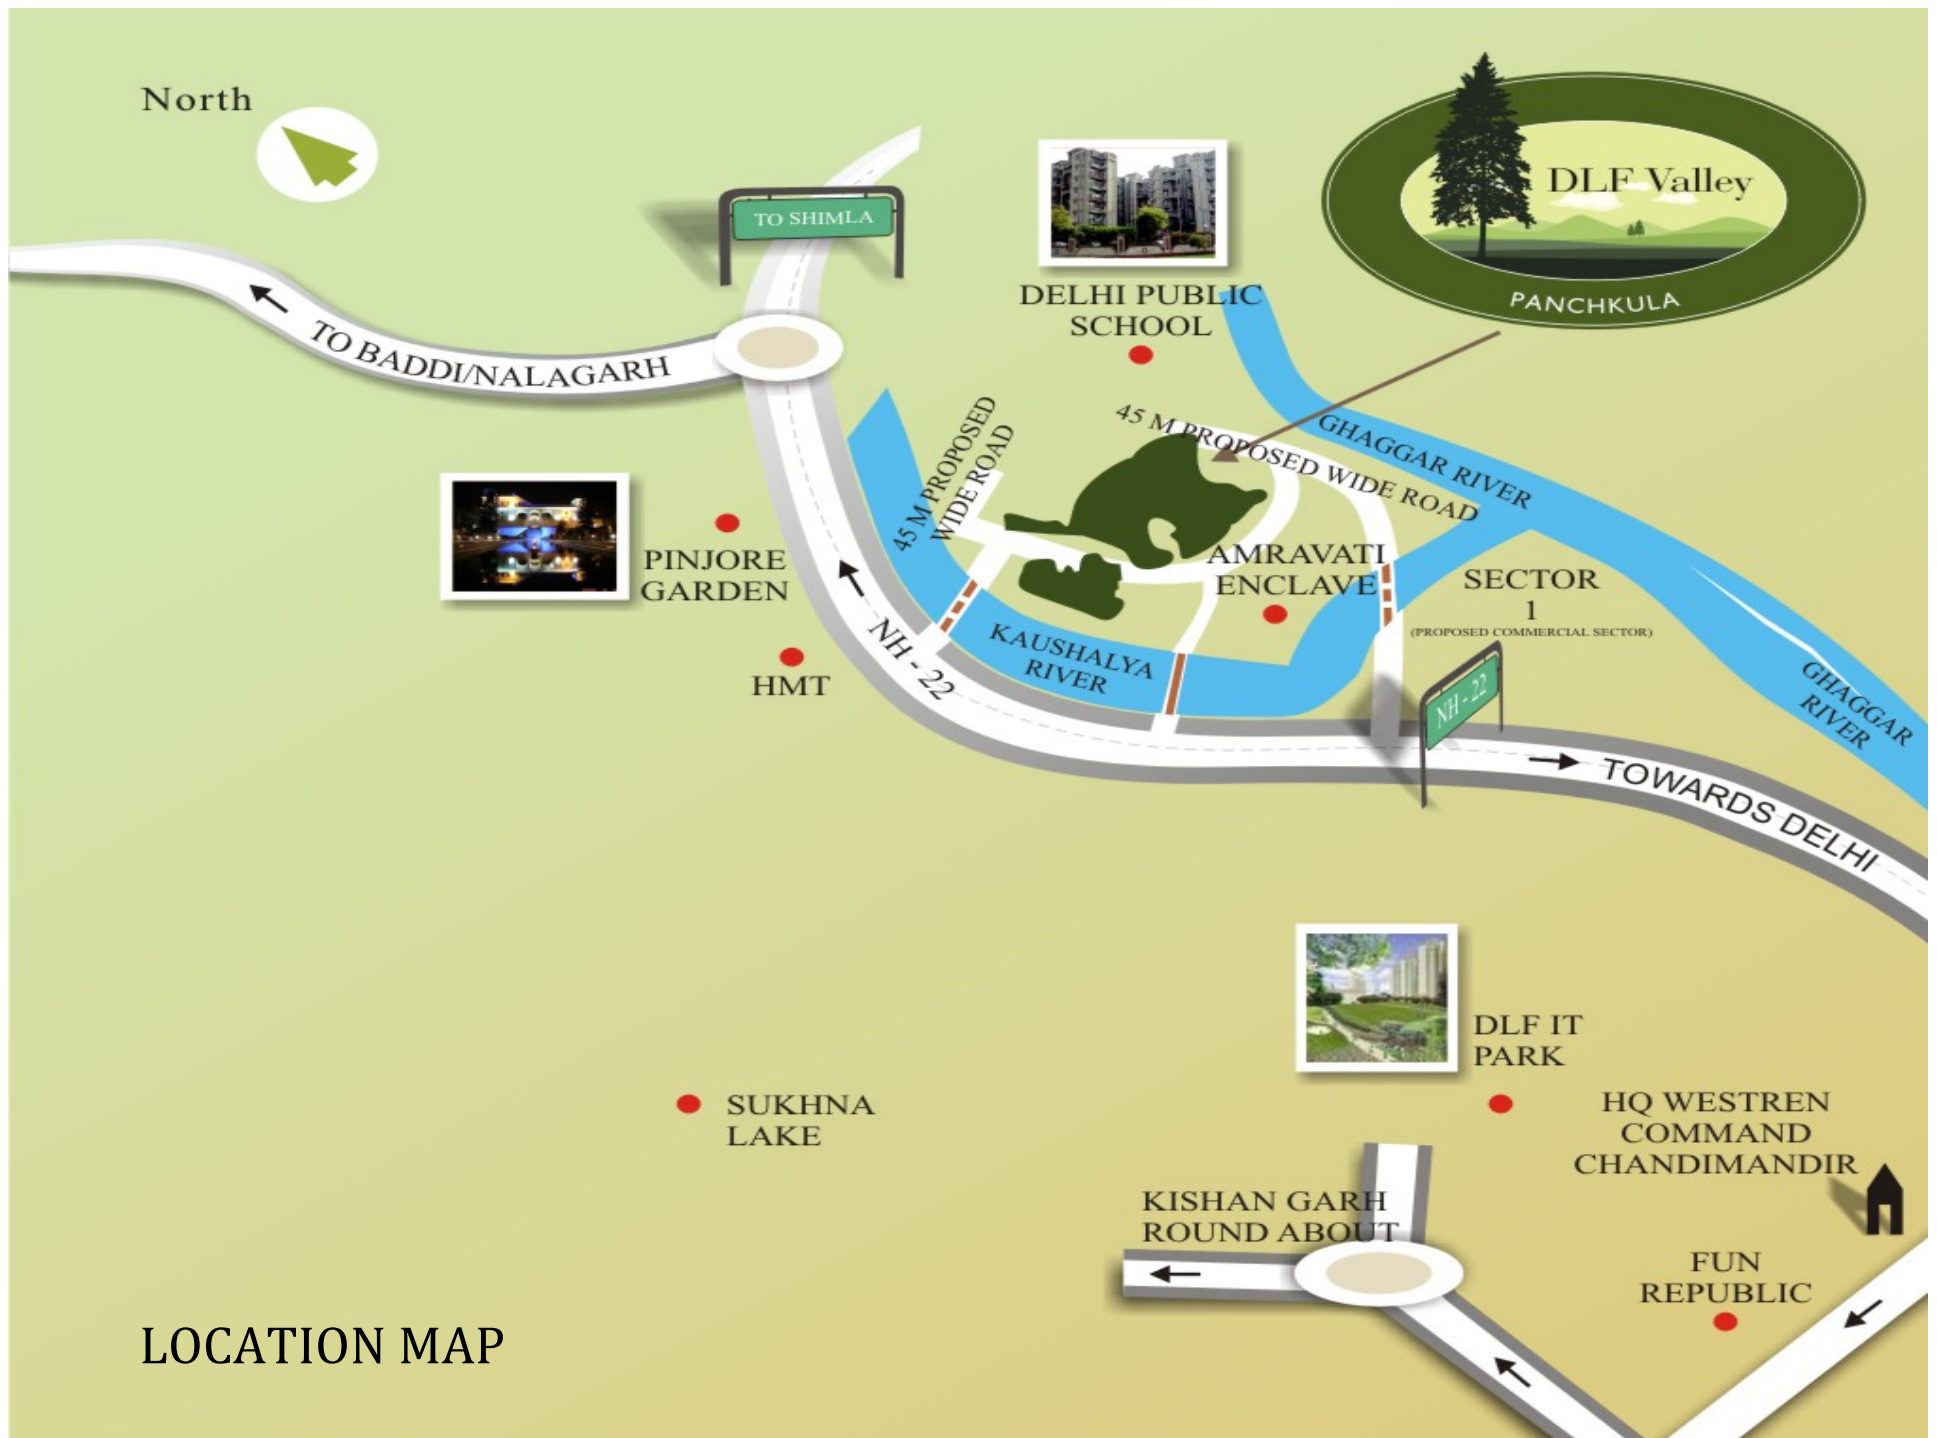 North
DLF Valley
PANCHKULA
TO SHIMLA
DELHI PUBLIC
SCHOOL
TO BADDI/NALAGARH
45 M PROPOSED
WIDE ROAD
45 M PROPOSED WIDE ROAD
GHAGGAR RIVER
PINJORE
GARDEN
AMRAVATI
ENCLAVE
SECTOR
1
(PROPOSED COMMERCIAL SECTOR)
KAUSHALYA
RIVER
NH - 22
HMT
NH - 22
GHAGGAR
RIVER
TOWARDS DELHI
DLF IT
PARK
SUKHNA
LAKE
HQ WESTREN
COMMAND
CHANDIMANDIR
KISHAN GARH
ROUND ABOUT
FUN
REPUBLIC
LOCATION MAP